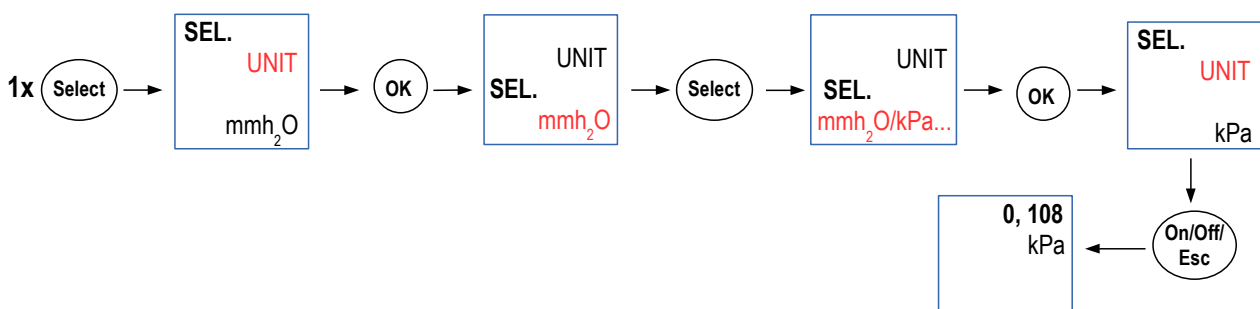 1x
Select
SEL.
UNIT
mmh₂O
OK
UNIT
SEL.
mmh₂O
Select
UNIT
SEL.
mmh₂O/kPa...
OK
SEL.
UNIT
kPa
On/Off/
Esc
0, 108
kPa